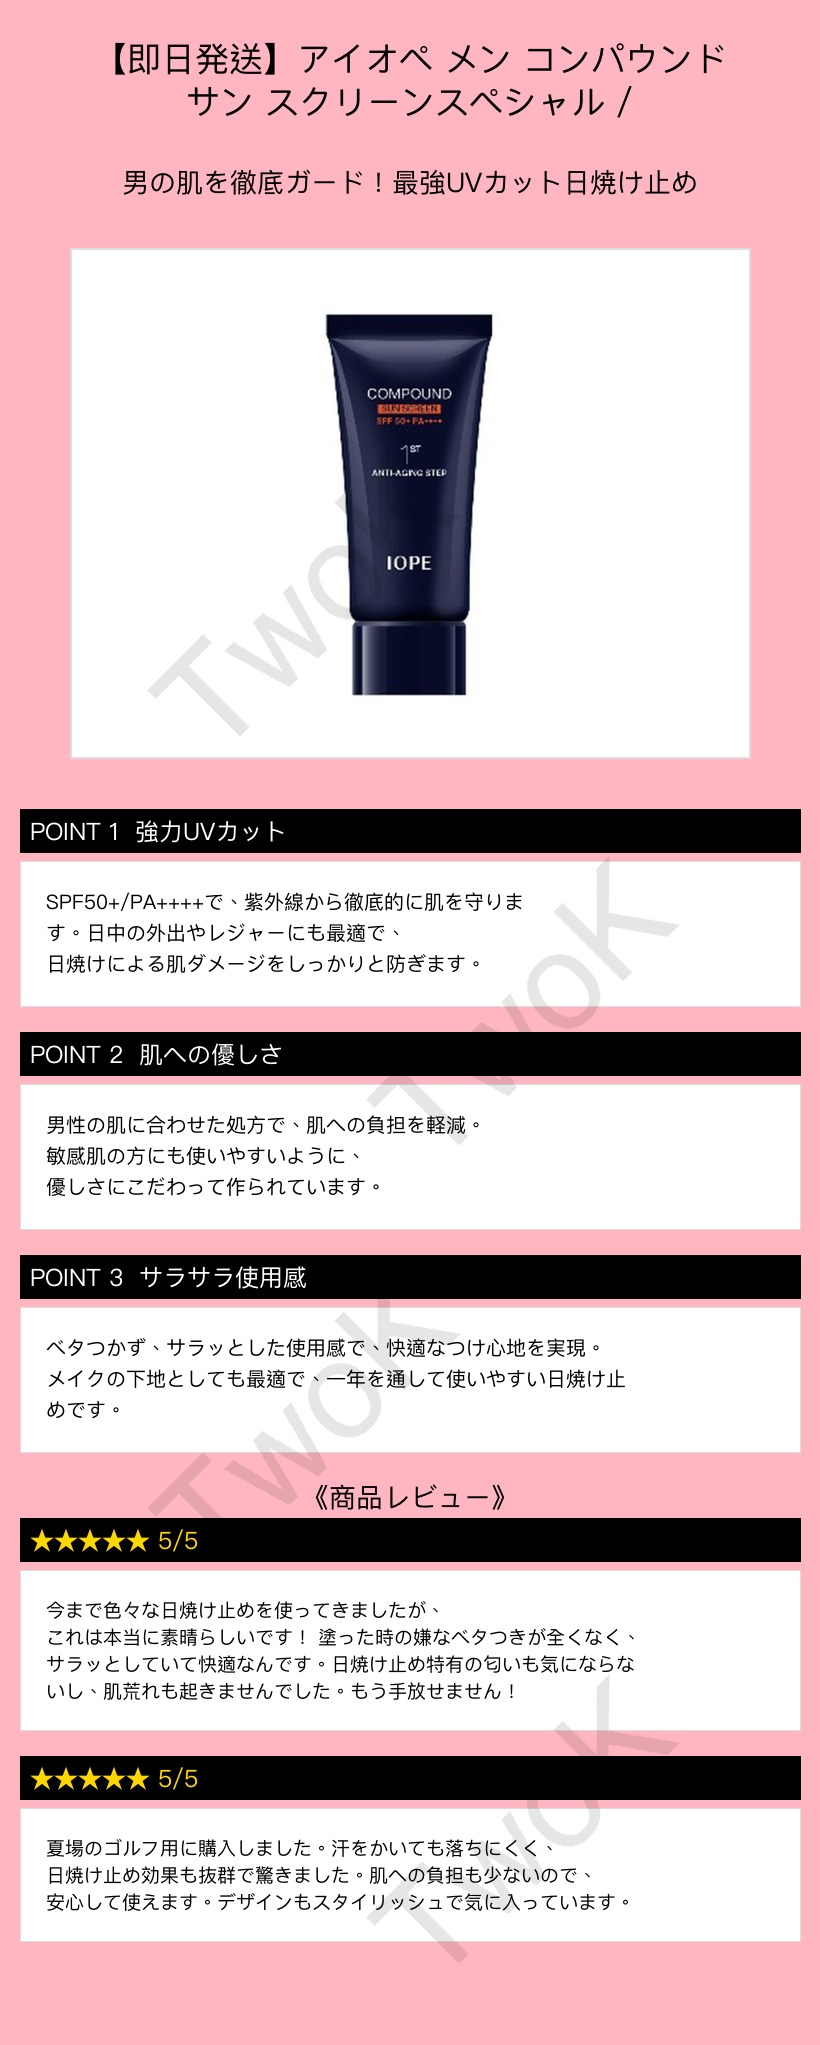 【即日発送】アイオペ メン コンパウンド
サン スクリーンスペシャル /
男の肌を徹底ガード！最強UVカット日焼け止め
COMPOUND
SUNSCREEN
SPF 50+ PA++++
1ST
ANTI-AGING STEP
IOPE
TwoK
POINT 1 強力UVカット
SPF50+/PA++++で、紫外線から徹底的に肌を守りま
す。日中の外出やレジャーにも最適で、
日焼けによる肌ダメージをしっかりと防ぎます。
TwoK
POINT 2 肌への優しさ
男性の肌に合わせた処方で、肌への負担を軽減。
敏感肌の方にも使いやすいように、
優しさにこだわって作られています。
POINT 3 サラサラ使用感
ベタつかず、サラッとした使用感で、快適なつけ心地を実現。
メイクの下地としても最適で、一年を通して使いやすい日焼け止
めです。
TwoK
《商品レビュー》
★★★★★ 5/5
今まで色々な日焼け止めを使ってきましたが、
これは本当に素晴らしいです！ 塗った時の嫌なベタつきが全くなく、
サラッとしていて快適なんです。日焼け止め特有の匂いも気にならな
いし、肌荒れも起きませんでした。もう手放せません！
★★★★★ 5/5
夏場のゴルフ用に購入しました。汗をかいても落ちにくく、
日焼け止め効果も抜群で驚きました。肌への負担も少ないので、
安心して使えます。デザインもスタイリッシュで気に入っています。
TwoK